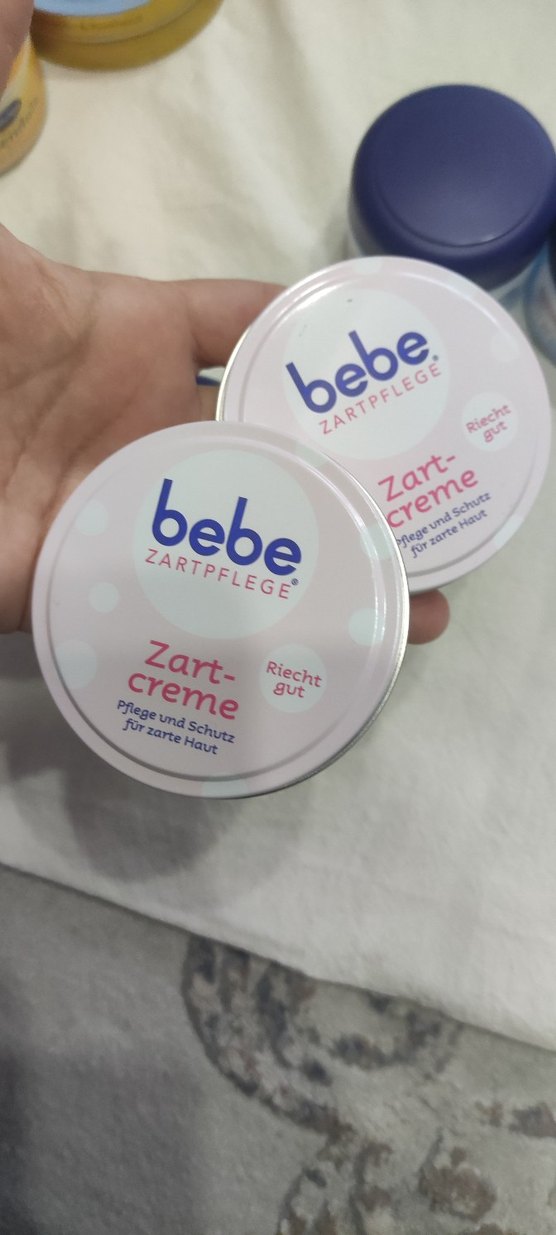 bebe®
ZARTPFLEGE
Riecht
gut
Zart-
creme
Pflege und Schutz
für zarte Haut
bebe
ZARTPFLEGE®
Zart-
creme
Riecht
gut
Pflege und Schutz
für zarte Haut